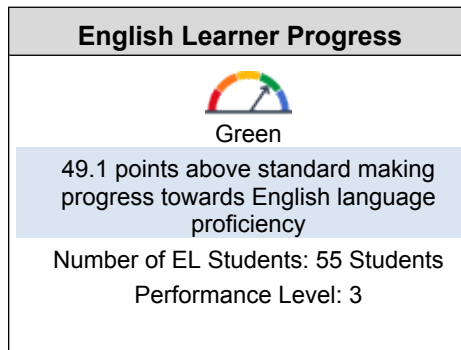 English Learner Progress
Green
49.1 points above standard making
progress towards English language
proficiency
Number of EL Students: 55 Students
Performance Level: 3